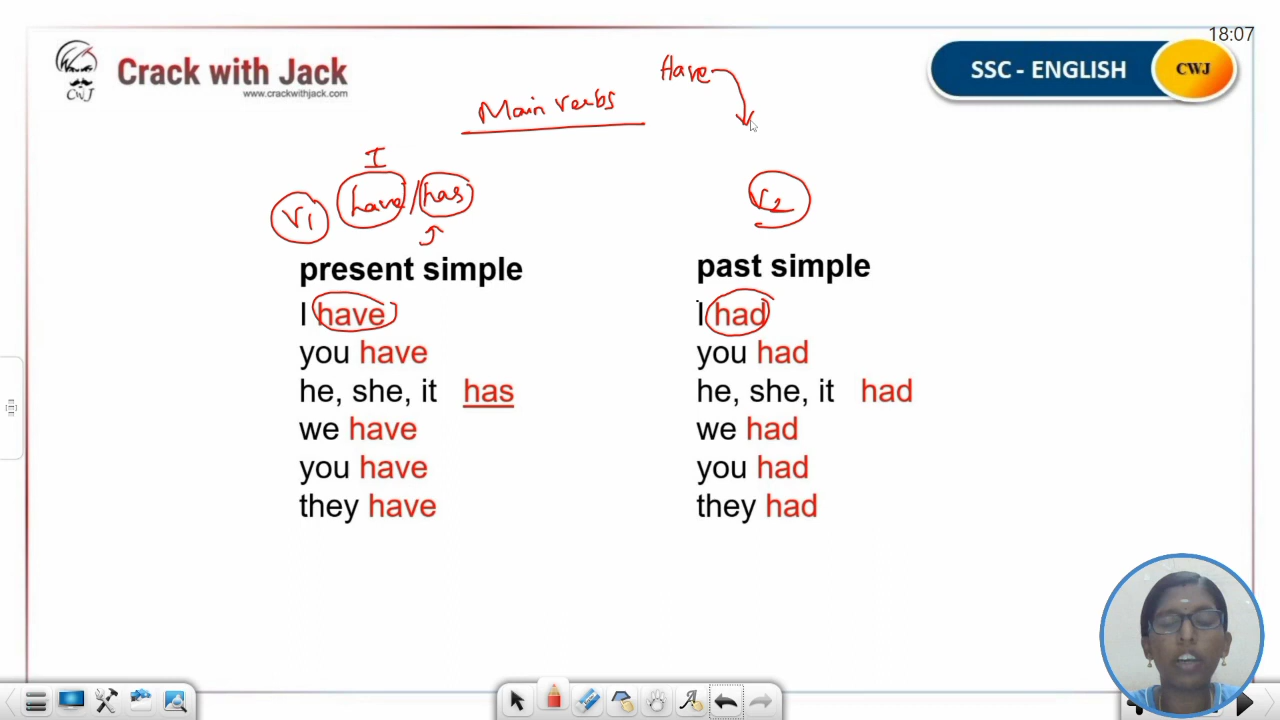 18:07
Crack with Jack
www.crackwithjack.com
CWJ
SSC - ENGLISH
CWJ
Have
Main verbs
I
V1 have/has
V2
present simple
I have
you have
he, she, it has
we have
you have
they have
past simple
I had
you had
he, she, it had
we had
you had
they had